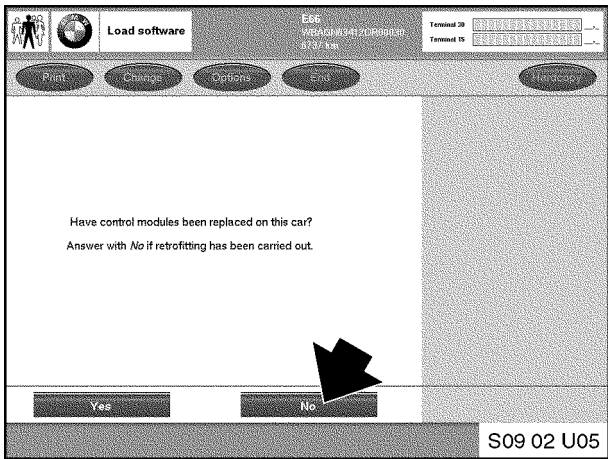 Load software
E66
6737 km
Terminal 30
Terminal 15
Print Change Options End Hardcopy
Have control modules been replaced on this car?
Answer with No if retrofitting has been carried out.
Yes No
S09 02 U05